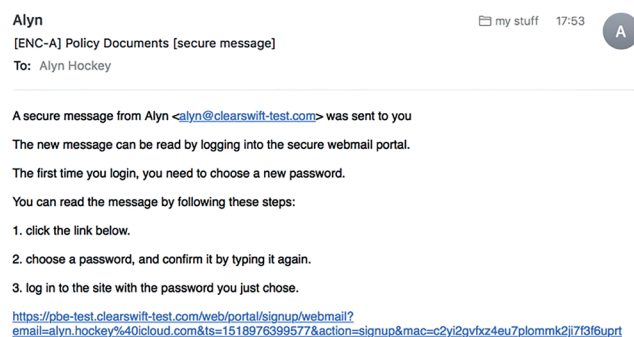 Alyn
my stuff 17:53
A
[ENC-A] Policy Documents [secure message]
To: Alyn Hockey
A secure message from Alyn <alyn@clearswift-test.com> was sent to you
The new message can be read by logging into the secure webmail portal.
The first time you login, you need to choose a new password.
You can read the message by following these steps:
1. click the link below.
2. choose a password, and confirm it by typing it again.
3. log in to the site with the password you just chose.
https://pbe-test.clearswift-test.com/web/portal/signup/webmail?
email=alyn.hockey%40icloud.com&ts=1518976399577&action=signup&mac=c2yi2gvfxz4eu7plommk2ji7f3f6uprt